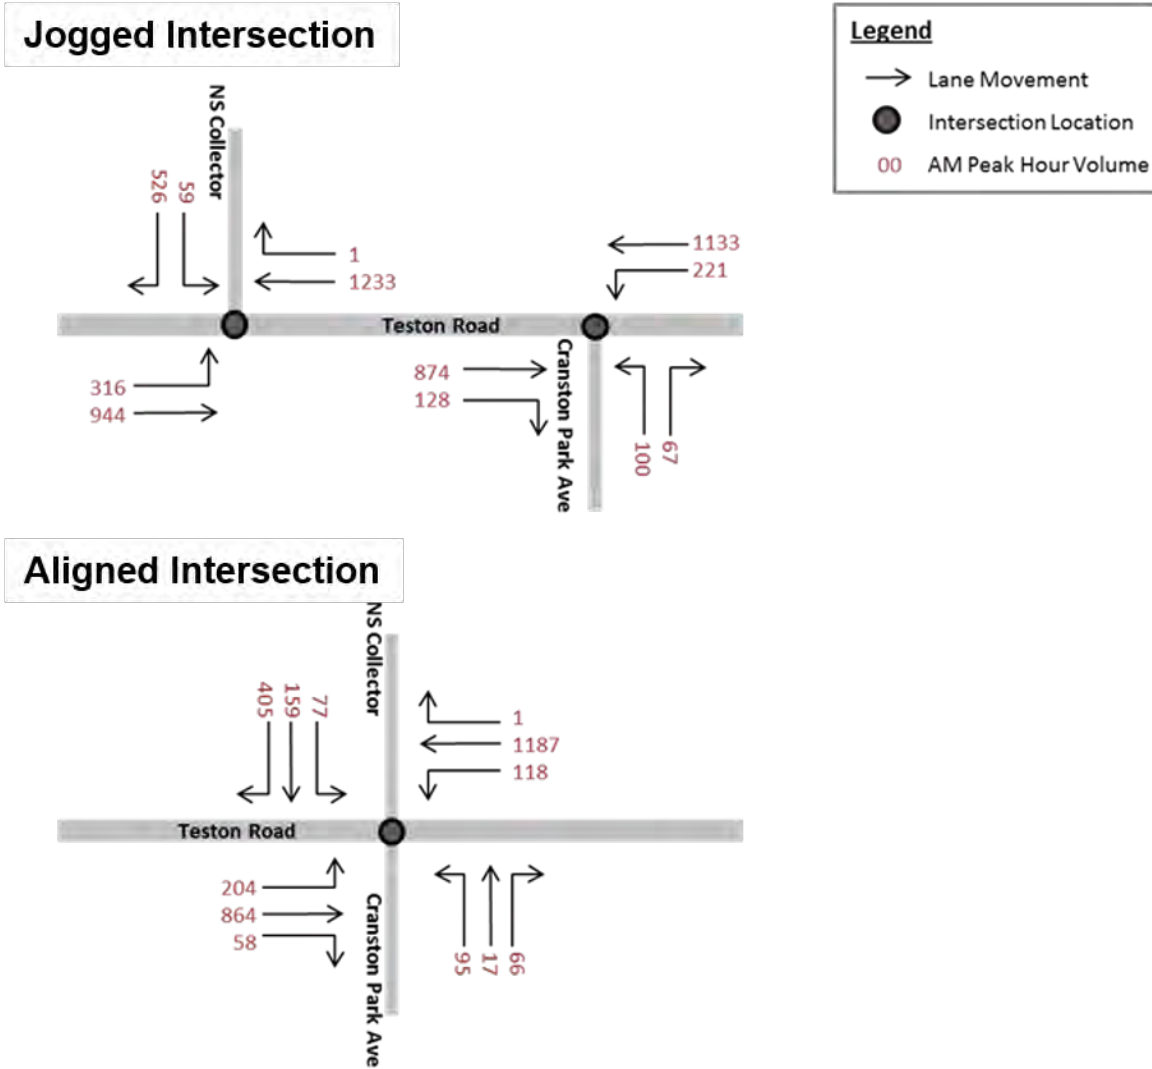 Jogged Intersection
Legend
Lane Movement
Intersection Location
00 AM Peak Hour Volume
NS Collector
526
59
1
1233
1133
221
Teston Road
316
944
874
128
Cranston Park Ave
100
67
Aligned Intersection
NS Collector
405
159
77
1
1187
118
Teston Road
204
864
58
Cranston Park Ave
95
17
66